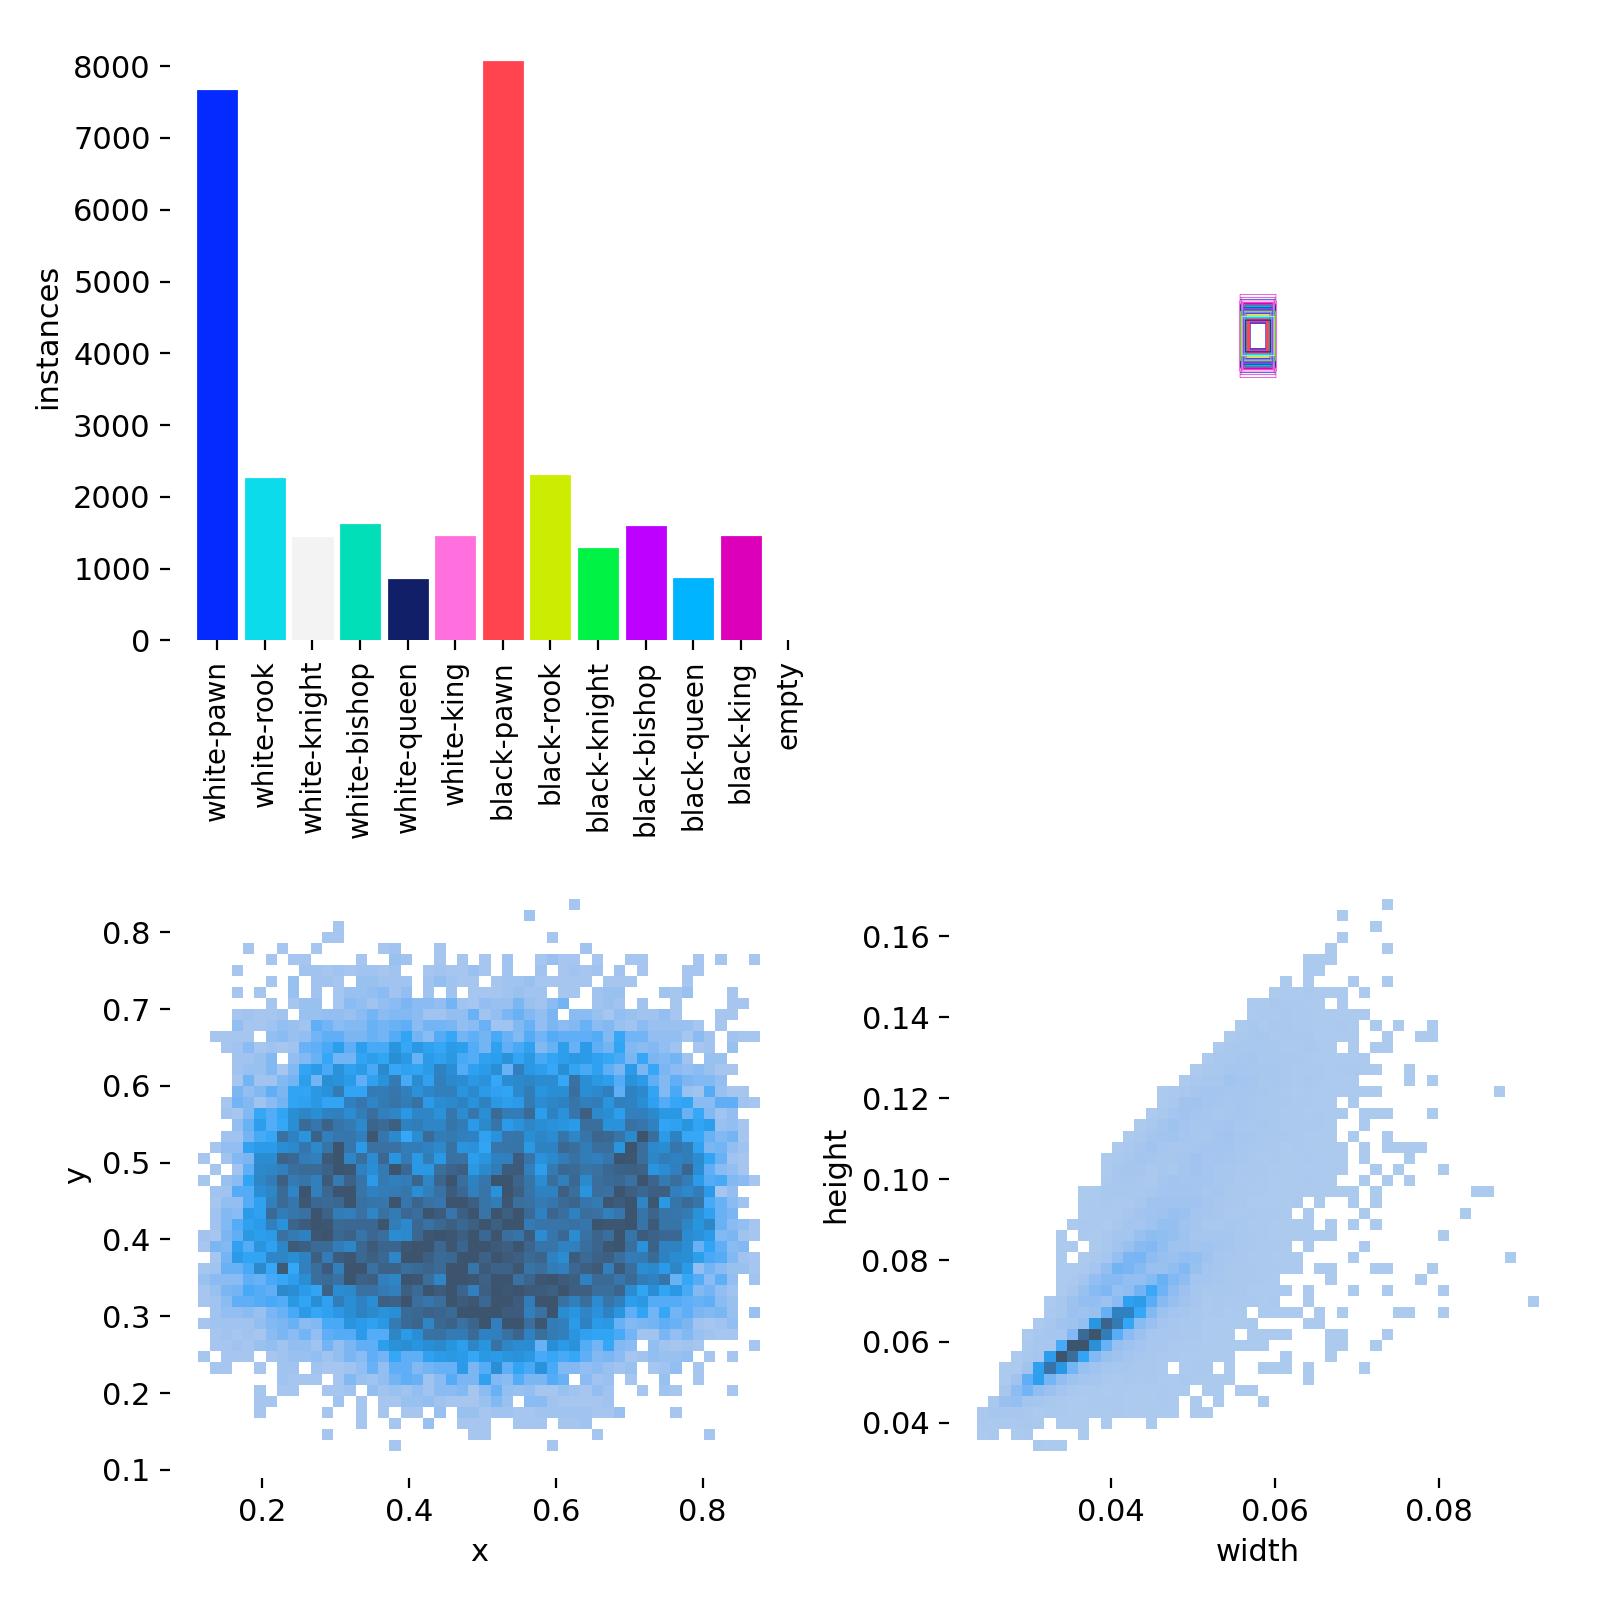 instances
8000
7000
6000
5000
4000
3000
2000
1000
0
white-pawn
white-rook
white-knight
white-bishop
white-queen
white-king
black-pawn
black-rook
black-knight
black-bishop
black-queen
black-king
empty
y
0.8
0.7
0.6
0.5
0.4
0.3
0.2
0.1
0.2 0.4 0.6 0.8
x
height
0.16
0.14
0.12
0.10
0.08
0.06
0.04
0.04 0.06 0.08
width